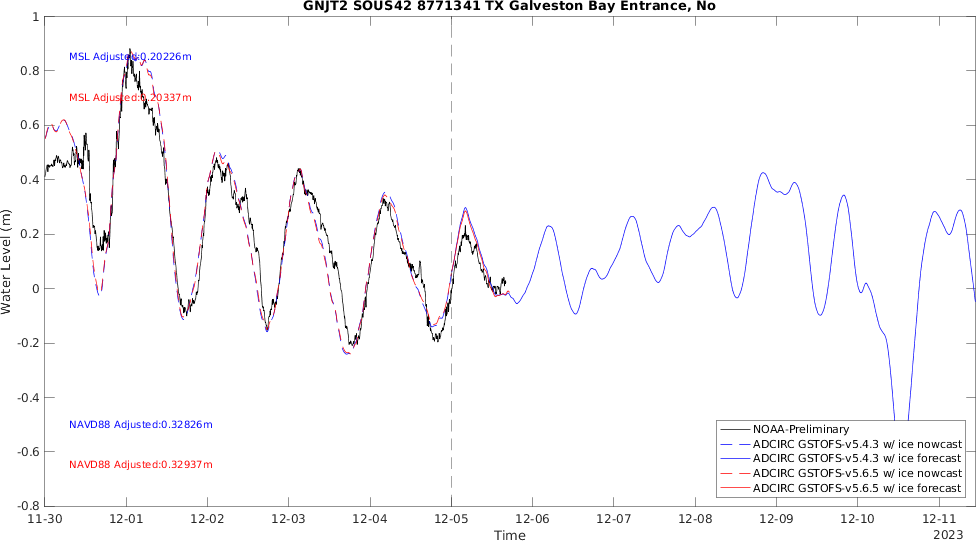 GNJT2 SOUS42 8771341 TX Galveston Bay Entrance, No
1
0.8
0.6
0.4
0.2
0
-0.2
-0.4
-0.6
-0.8
Water Level (m)
MSL Adjusted:0.20226m
MSL Adjusted:0.20337m
NAVD88 Adjusted:0.32826m
NAVD88 Adjusted:0.32937m
NOAA-Preliminary
ADCIRC GSTOFS-v5.4.3 w/ ice nowcast
ADCIRC GSTOFS-v5.4.3 w/ ice forecast
ADCIRC GSTOFS-v5.6.5 w/ ice nowcast
ADCIRC GSTOFS-v5.6.5 w/ ice forecast
11-30 12-01 12-02 12-03 12-04 12-05 12-06 12-07 12-08 12-09 12-10 12-11
Time
2023